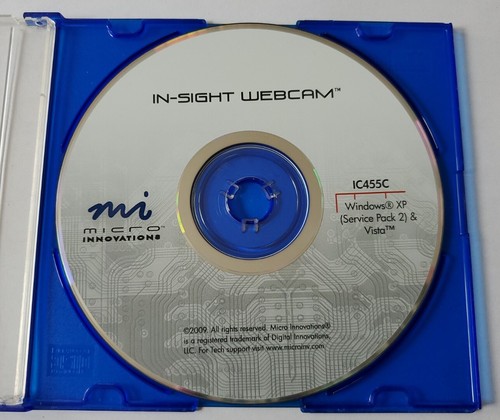 IN-SIGHT WEBCAM™
mi
MICRO™
INNOVATIONS
IC455C
Windows® XP
(Service Pack 2) &
Vista™
©2009. All rights reserved. Micro Innovations®
is a registered trademark of Digital Innovations,
LLC. For Tech support visit www.microinv.com